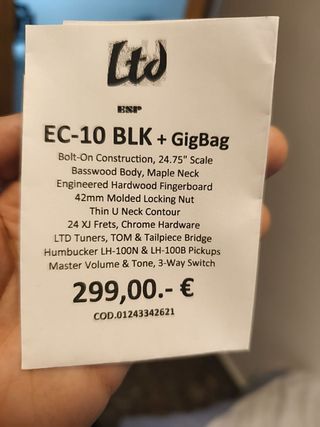 Ltd
ESP
EC-10 BLK + GigBag
Bolt-On Construction, 24.75" Scale
Basswood Body, Maple Neck
Engineered Hardwood Fingerboard
42mm Molded Locking Nut
Thin U Neck Contour
24 XJ Frets, Chrome Hardware
LTD Tuners, TOM & Tailpiece Bridge
Humbucker LH-100N & LH-100B Pickups
Master Volume & Tone, 3-Way Switch
299,00.- €
COD.01243342621